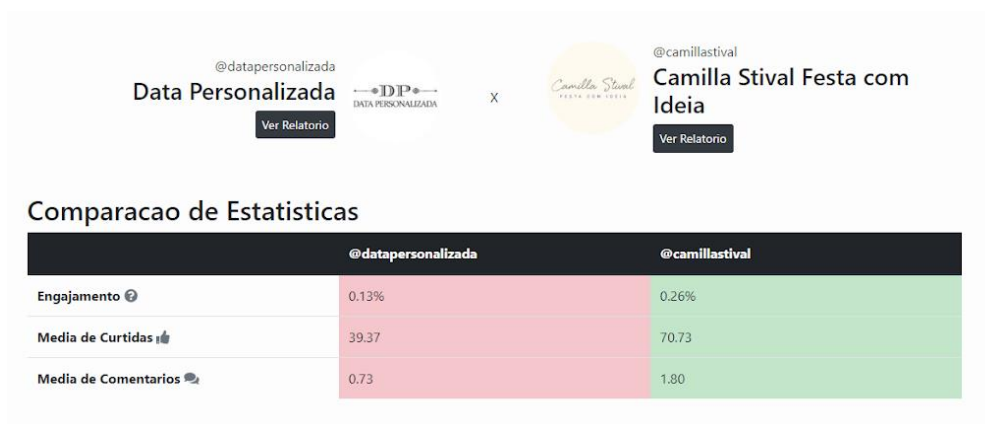 @datapersonalizada
Data Personalizada
Ver Relatorio
DP
DATA PERSONALIZADA
x
Camilla Stival
FESTA COM IDEIA
@camillastival
Camilla Stival Festa com
Ideia
Ver Relatorio
Comparacao de Estatisticas
@datapersonalizada @camillastival
Engajamento 0.13% 0.26%
Media de Curtidas 39.37 70.73
Media de Comentarios 0.73 1.80